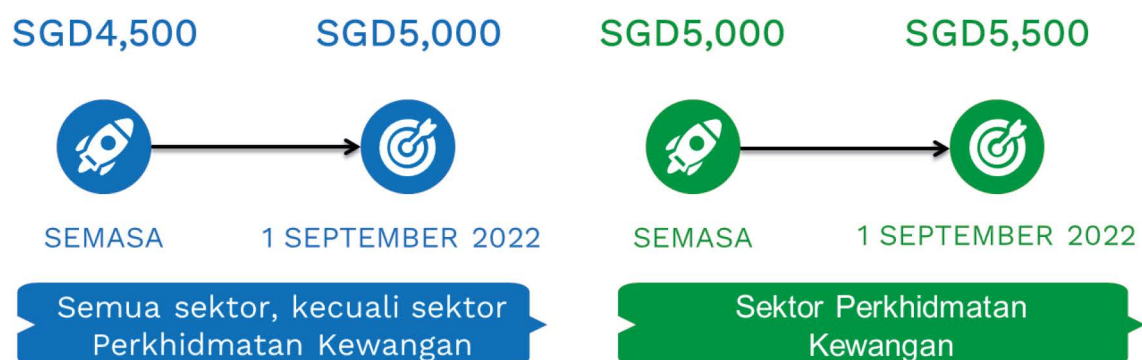 SGD4,500
SGD5,000
SEMASA
1 SEPTEMBER 2022
Semua sektor, kecuali sektor
Perkhidmatan Kewangan
SGD5,000
SGD5,500
SEMASA
1 SEPTEMBER 2022
Sektor Perkhidmatan
Kewangan